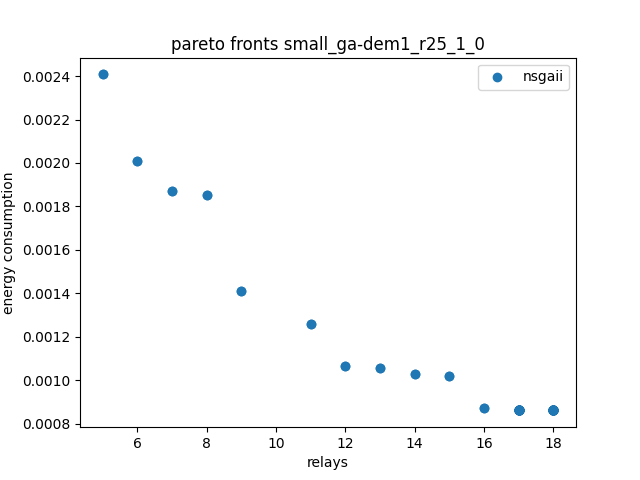 pareto fronts small_ga-dem1_r25_1_0
nsgaii
energy consumption
0.0024
0.0022
0.0020
0.0018
0.0016
0.0014
0.0012
0.0010
0.0008
6 8 10 12 14 16 18
relays